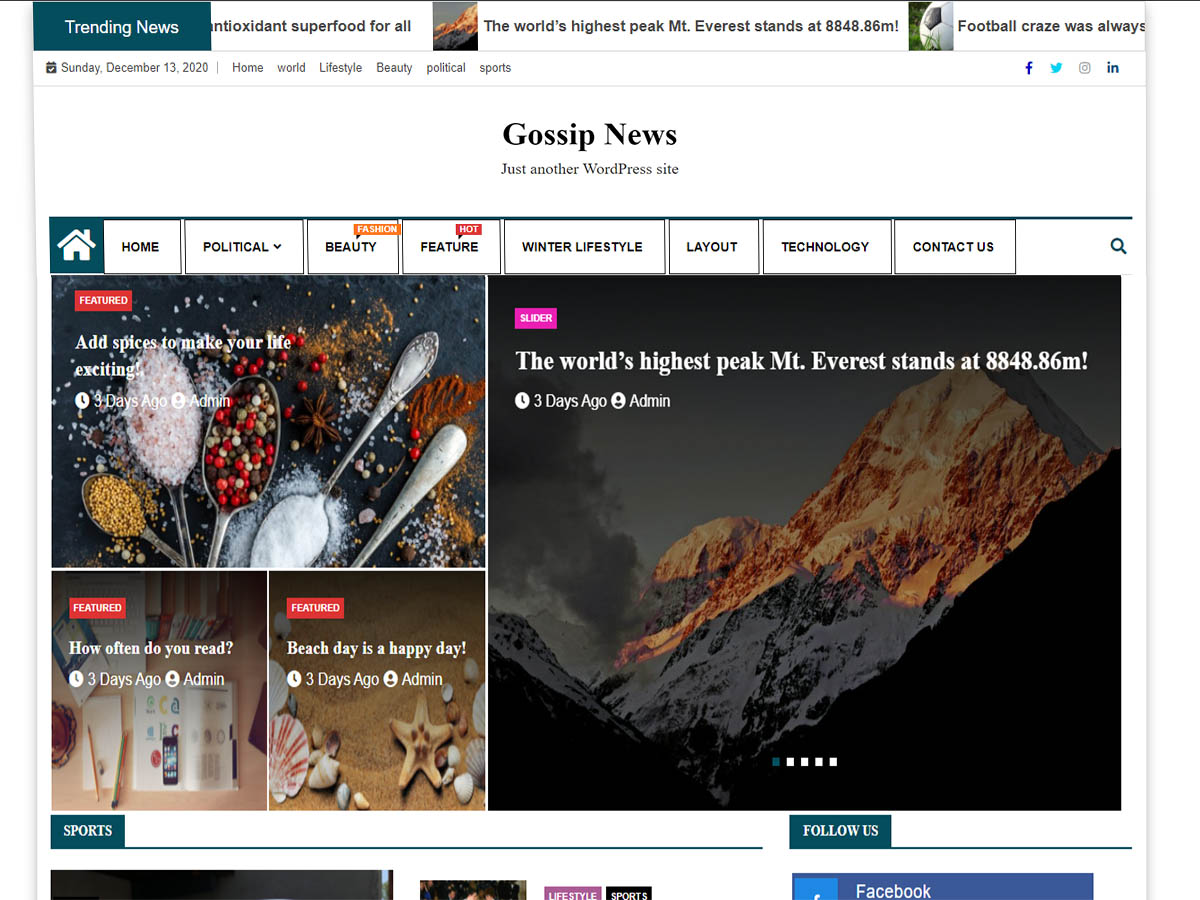 Trending News
antioxidant superfood for all
The world’s highest peak Mt. Everest stands at 8848.86m!
Football craze was always
Sunday, December 13, 2020
Home world Lifestyle Beauty political sports
Gossip News
Just another WordPress site
FASHION
HOT
HOME POLITICAL BEAUTY FEATURE WINTER LIFESTYLE LAYOUT TECHNOLOGY CONTACT US
FEATURED
Add spices to make your life
exciting!
3 Days Ago Admin
SLIDER
The world’s highest peak Mt. Everest stands at 8848.86m!
3 Days Ago Admin
FEATURED
How often do you read?
3 Days Ago Admin
FEATURED
Beach day is a happy day!
3 Days Ago Admin
SPORTS
FOLLOW US
LIFESTYLE SPORTS
Facebook